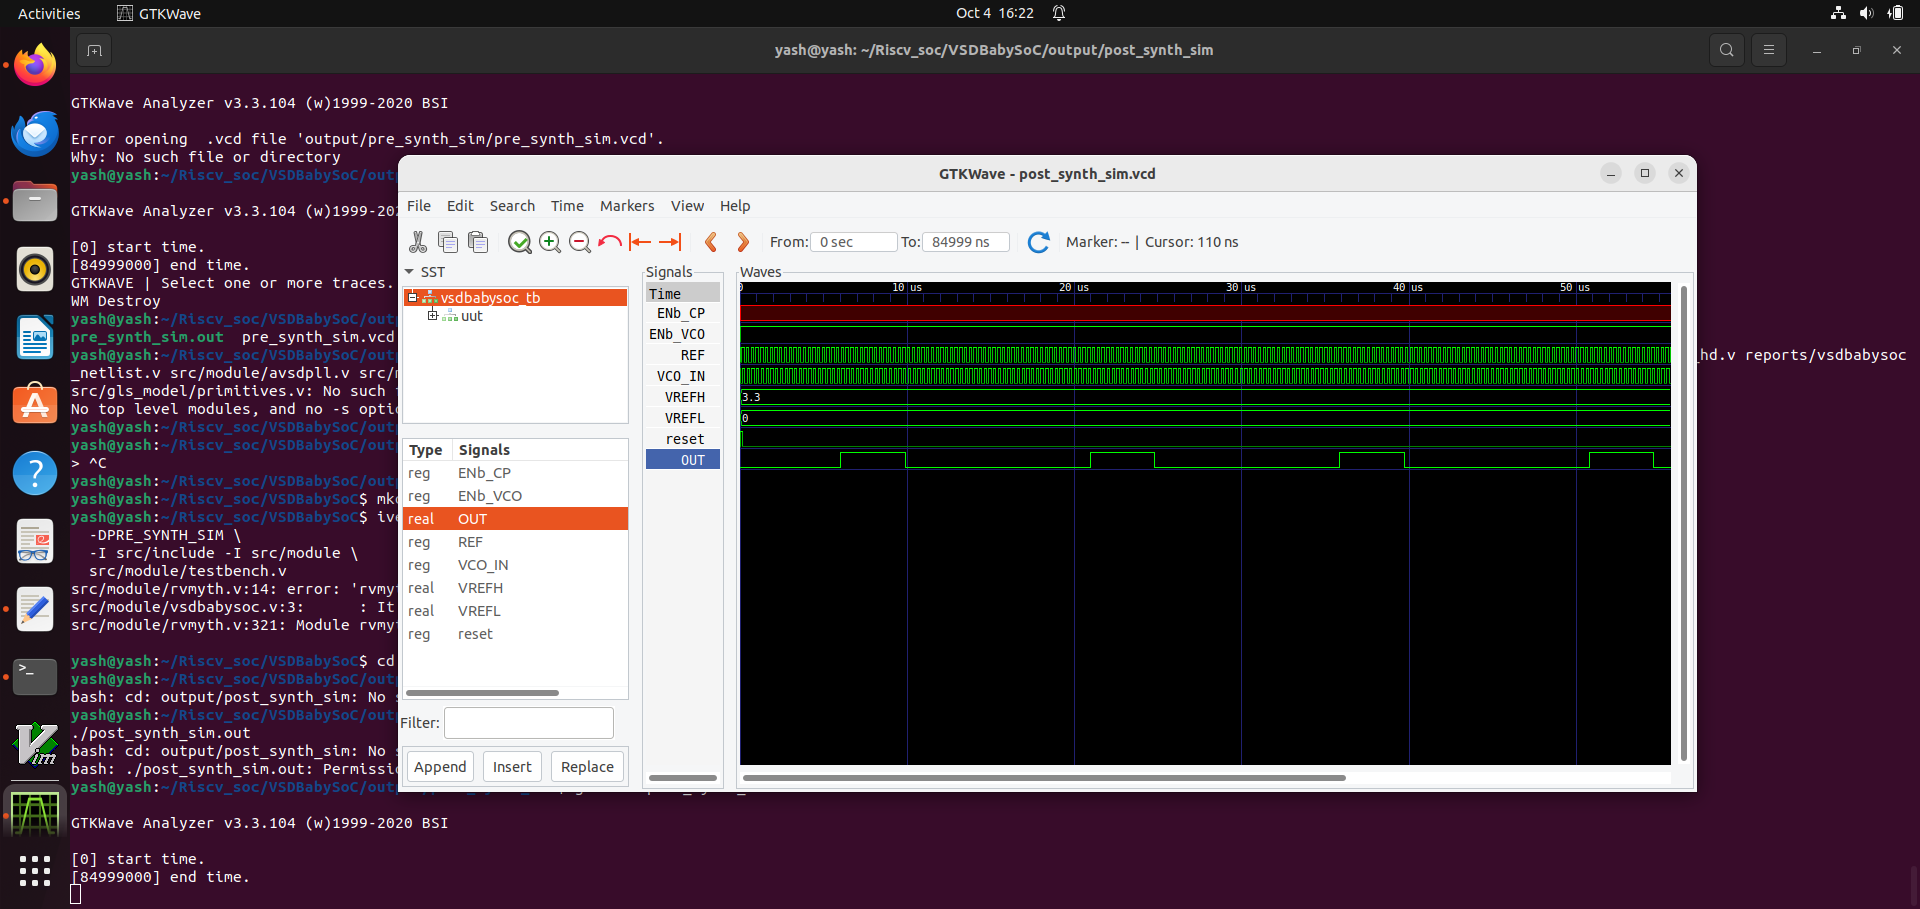 Activities
GTKWave
Oct 4 16:22
yash@yash: ~/Riscv_soc/VSDBabySoC/output/post_synth_sim
GTKWave Analyzer v3.3.104 (w)1999-2020 BSI
Error opening  .vcd file 'output/pre_synth_sim/pre_synth_sim.vcd'.
Why: No such file or directory
yash@yash:~/Riscv_soc/VSDBabySoC/out
GTKWave Analyzer v3.3.104 (w)1999-20
[0] start time.
[84999000] end time.
GTKWAVE | Select one or more traces.
WM Destroy
yash@yash:~/Riscv_soc/VSDBabySoC/out
pre_synth_sim.out  pre_synth_sim.vcd
yash@yash:~/Riscv_soc/VSDBabySoC/out
_hd.v reports/vsdbabysoc
_netlist.v src/module/avsdpll.v src/
src/gls_model/primitives.v: No such
No top level modules, and no -s optio
yash@yash:~/Riscv_soc/VSDBabySoC/out
yash@yash:~/Riscv_soc/VSDBabySoC/out
> ^C
yash@yash:~/Riscv_soc/VSDBabySoC/out
yash@yash:~/Riscv_soc/VSDBabySoC$ mk
yash@yash:~/Riscv_soc/VSDBabySoC$ iv
-DPRE_SYNTH_SIM \
-I src/include -I src/module \
src/module/testbench.v
src/module/rvmyth.v:14: error: 'rvmy
src/module/vsdbabysoc.v:3:      : It
src/module/rvmyth.v:321: Module rvmy
yash@yash:~/Riscv_soc/VSDBabySoC$ cd
yash@yash:~/Riscv_soc/VSDBabySoC/out
bash: cd: output/post_synth_sim: No
yash@yash:~/Riscv_soc/VSDBabySoC/out
./post_synth_sim.out
bash: cd: output/post_synth_sim: No
bash: ./post_synth_sim.out: Permissi
yash@yash:~/Riscv_soc/VSDBabySoC/out
GTKWave Analyzer v3.3.104 (w)1999-2020 BSI
[0] start time.
[84999000] end time.
GTKWave - post_synth_sim.vcd
File Edit Search Time Markers View Help
From: 0 sec To: 84999 ns Marker: -- | Cursor: 110 ns
SST
vsdbabysoc_tb
uut
Type Signals
reg ENb_CP
reg ENb_VCO
real OUT
reg REF
reg VCO_IN
real VREFH
real VREFL
reg reset
Filter:
Append Insert Replace
Signals
Time
ENb_CP
ENb_VCO
REF
VCO_IN
VREFH
VREFL
reset
OUT
Waves
0 10 us 20 us 30 us 40 us 50 us
3.3
0